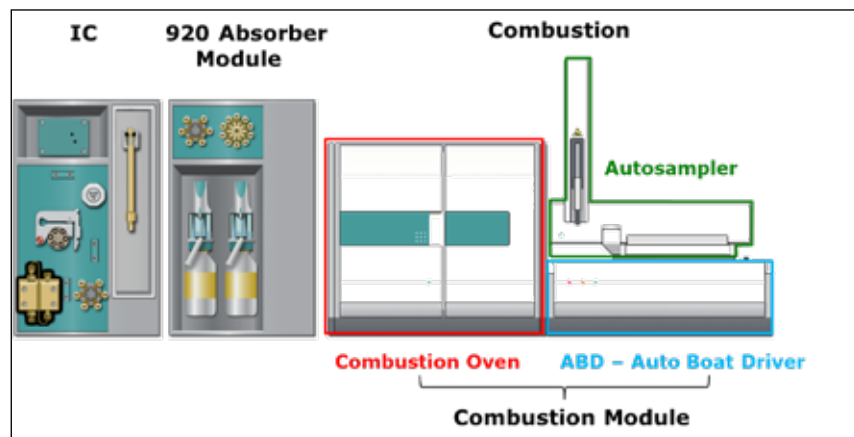 IC
920 Absorber
Module
Combustion
Autosampler
Combustion Oven
ABD – Auto Boat Driver
Combustion Module